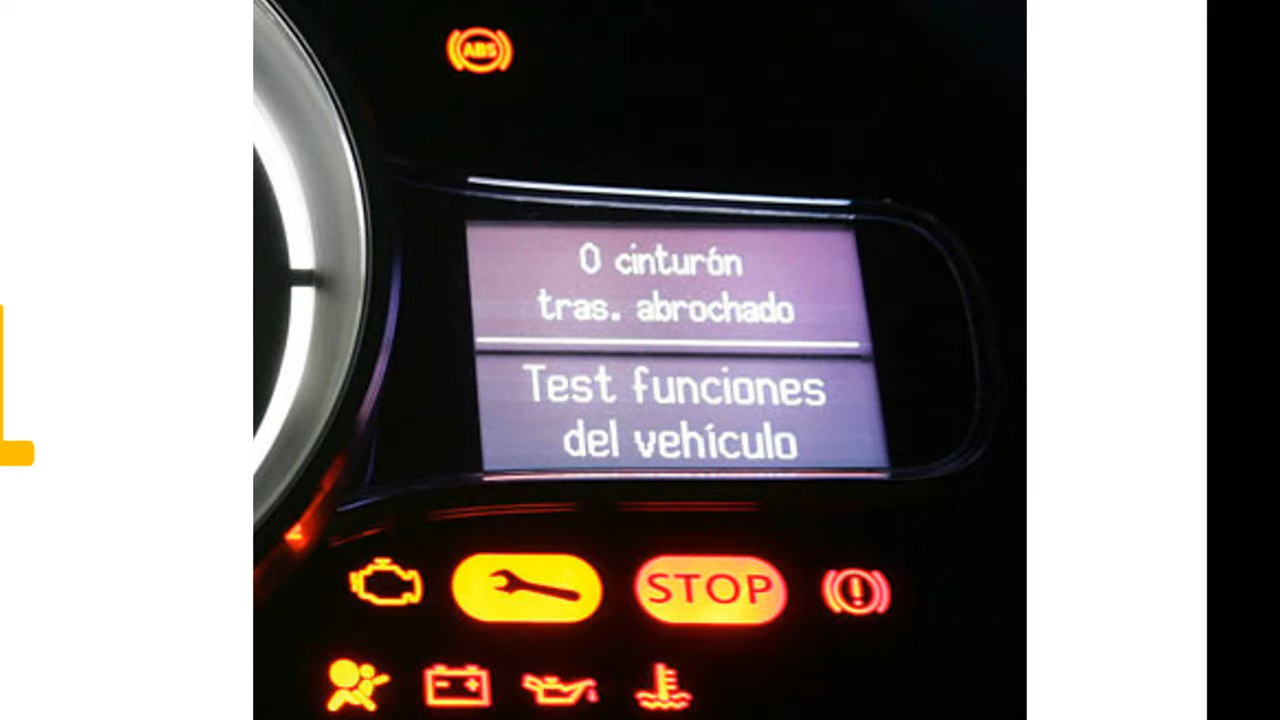 ABS
0 cinturón
tras. abrochado
Test funciones
del vehículo
STOP